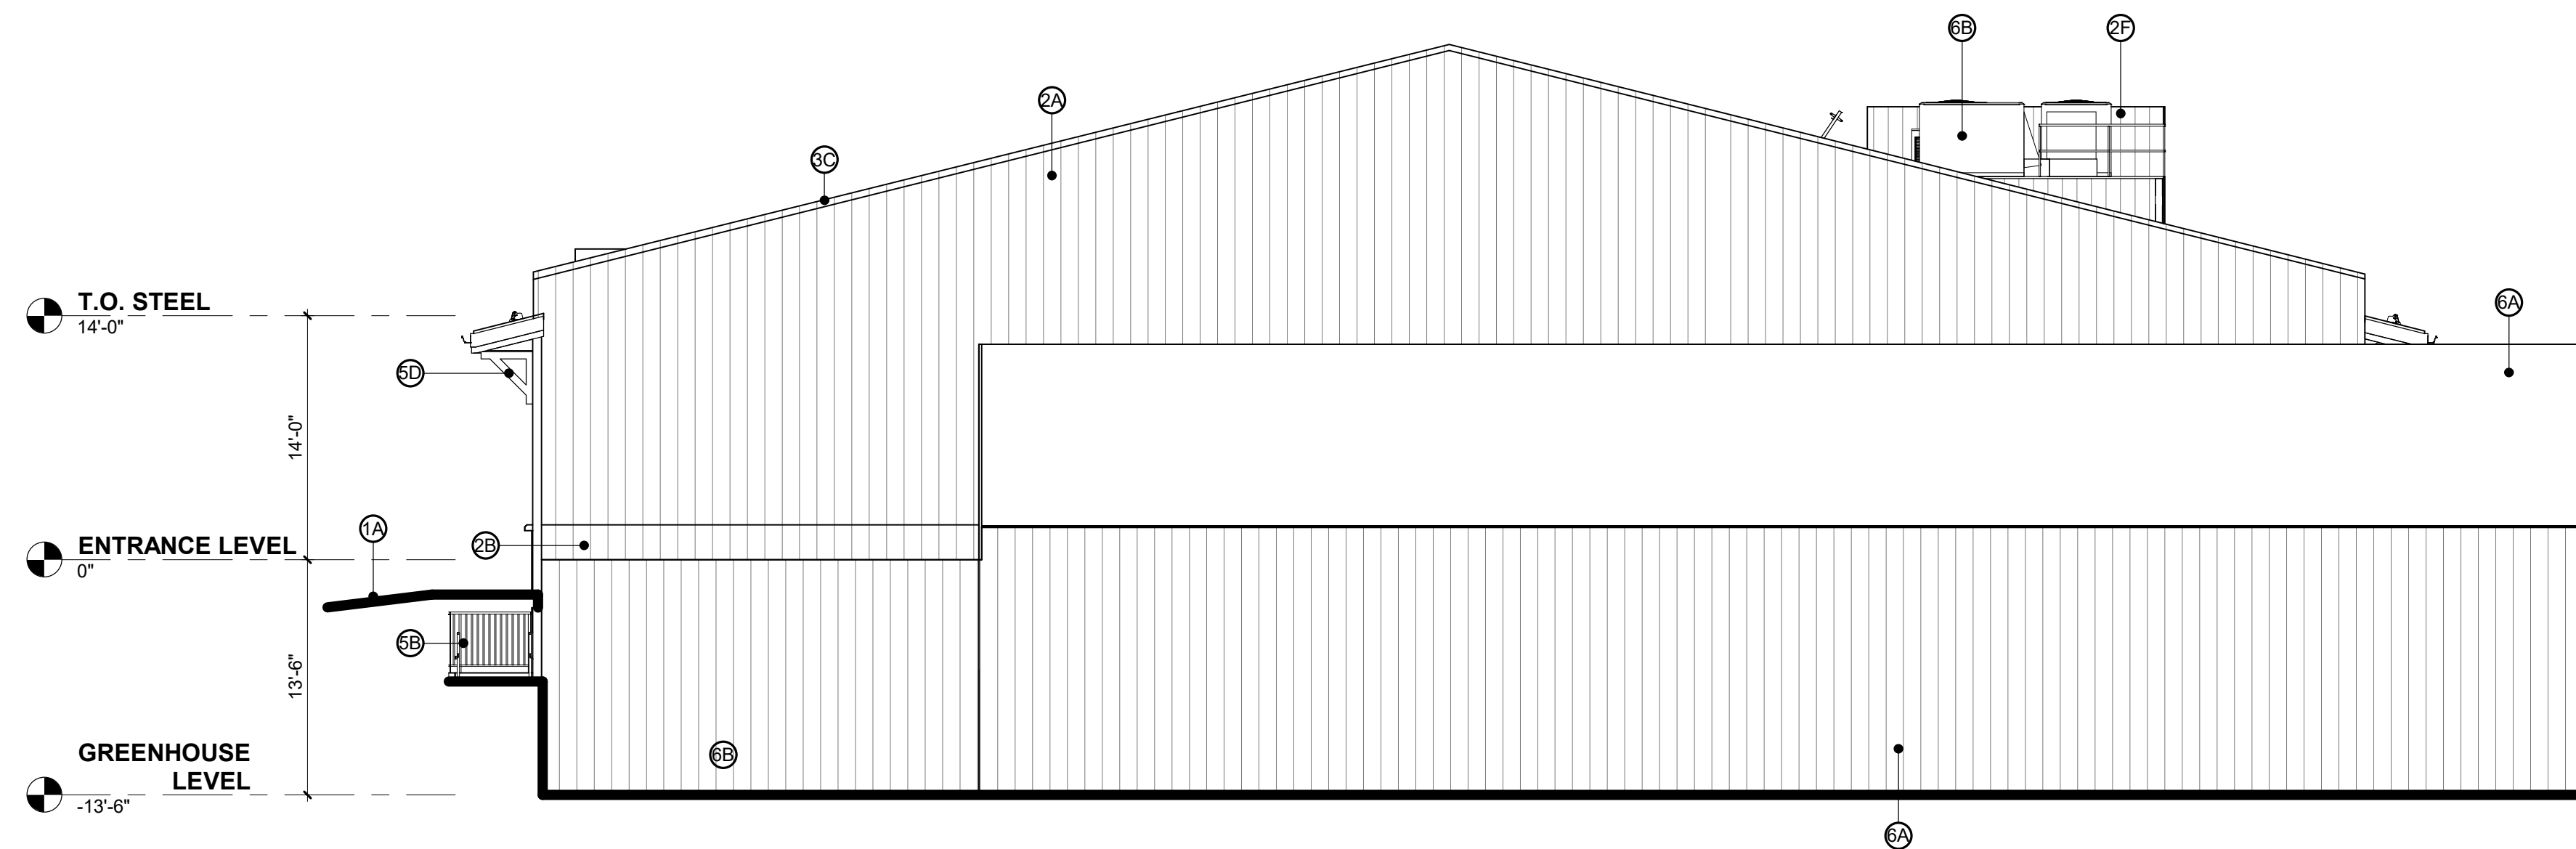 6B
2F
2A
3C
T.O. STEEL
14'-0"
6A
5D
14'-0"
1A
ENTRANCE LEVEL
0"
2B
5B
13'-6"
GREENHOUSE
LEVEL
-13'-6"
6B
6A